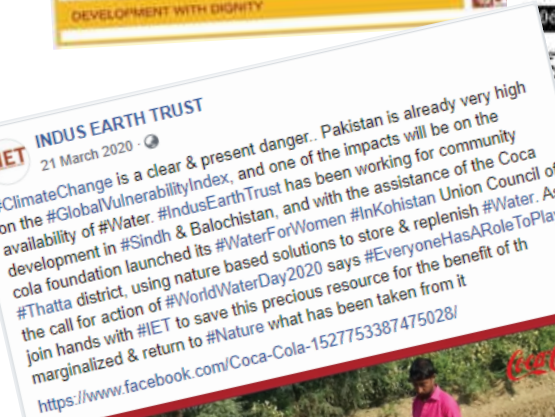 DEVELOPMENT WITH DIGNITY
IET
INDUS EARTH TRUST
21 March 2020 ·
#ClimateChange is a clear & present danger.. Pakistan is already very high
on the #GlobalVulnerabilityIndex, and one of the impacts will be on the
availability of #Water. #IndusEarthTrust has been working for community
development in #Sindh & Balochistan, and with the assistance of the Coca
cola foundation launched its #WaterForWomen #InKohistan Union Council of
#Thatta district, using nature based solutions to store & replenish #Water. As
the call for action of #WorldWaterDay2020 says #EveryoneHasARoleToPlay
join hands with #IET to save this precious resource for the benefit of th
marginalized & return to #Nature what has been taken from it
https://www.facebook.com/Coca-Cola-1527753387475028/